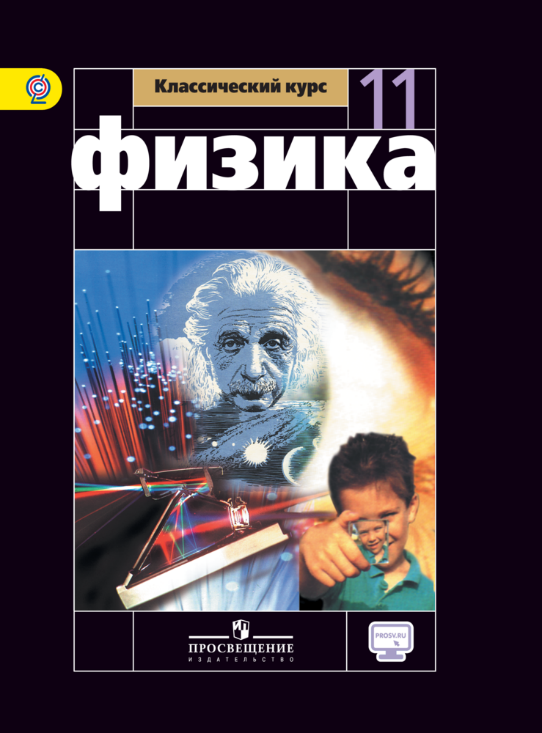 Классический курс
11
физика
ПРОСВЕЩЕНИЕ
ИЗДАТЕЛЬСТВО
PROSV.RU